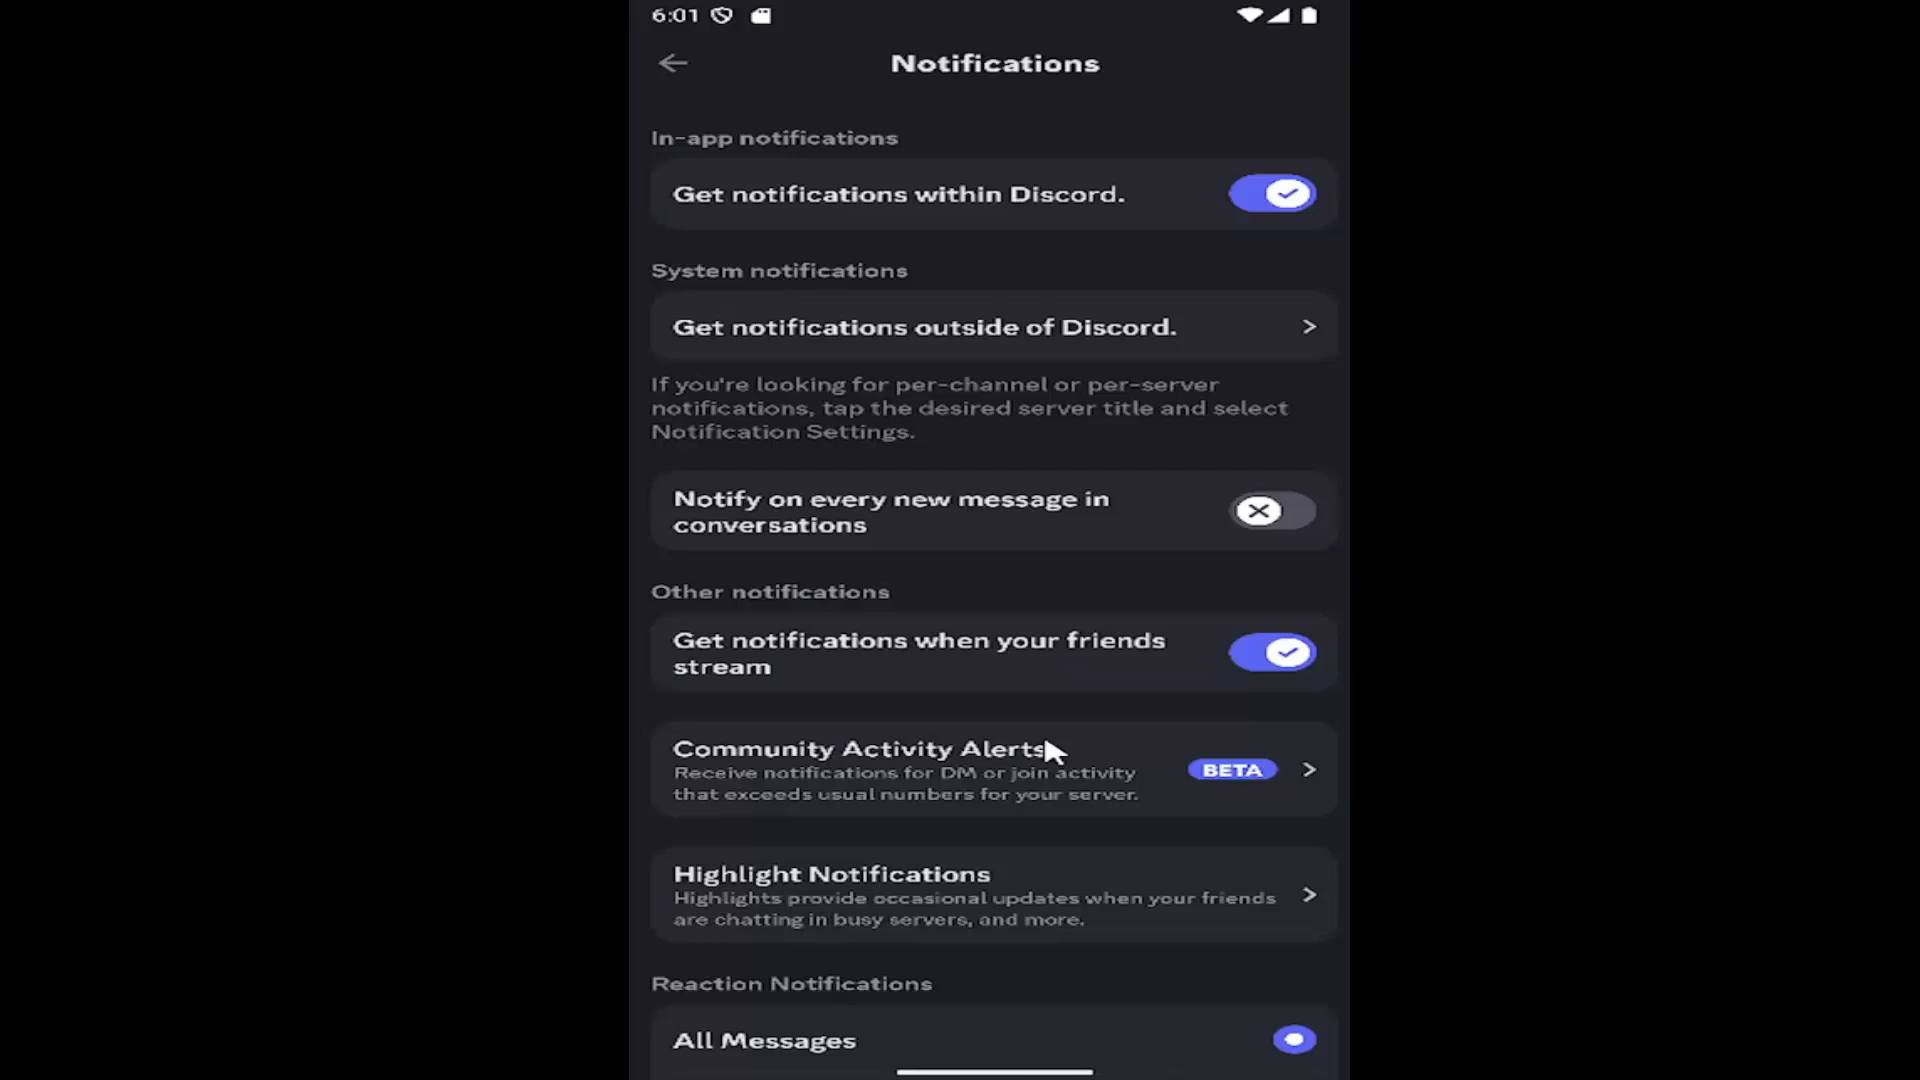 6:01
Notifications
In-app notifications
Get notifications within Discord.
System notifications
Get notifications outside of Discord.
If you're looking for per-channel or per-server
notifications, tap the desired server title and select
Notification Settings.
Notify on every new message in
conversations
Other notifications
Get notifications when your friends
stream
Community Activity Alerts
Receive notifications for DM or join activity
that exceeds usual numbers for your server.
BETA
Highlight Notifications
Highlights provide occasional updates when your friends
are chatting in busy servers, and more.
Reaction Notifications
All Messages